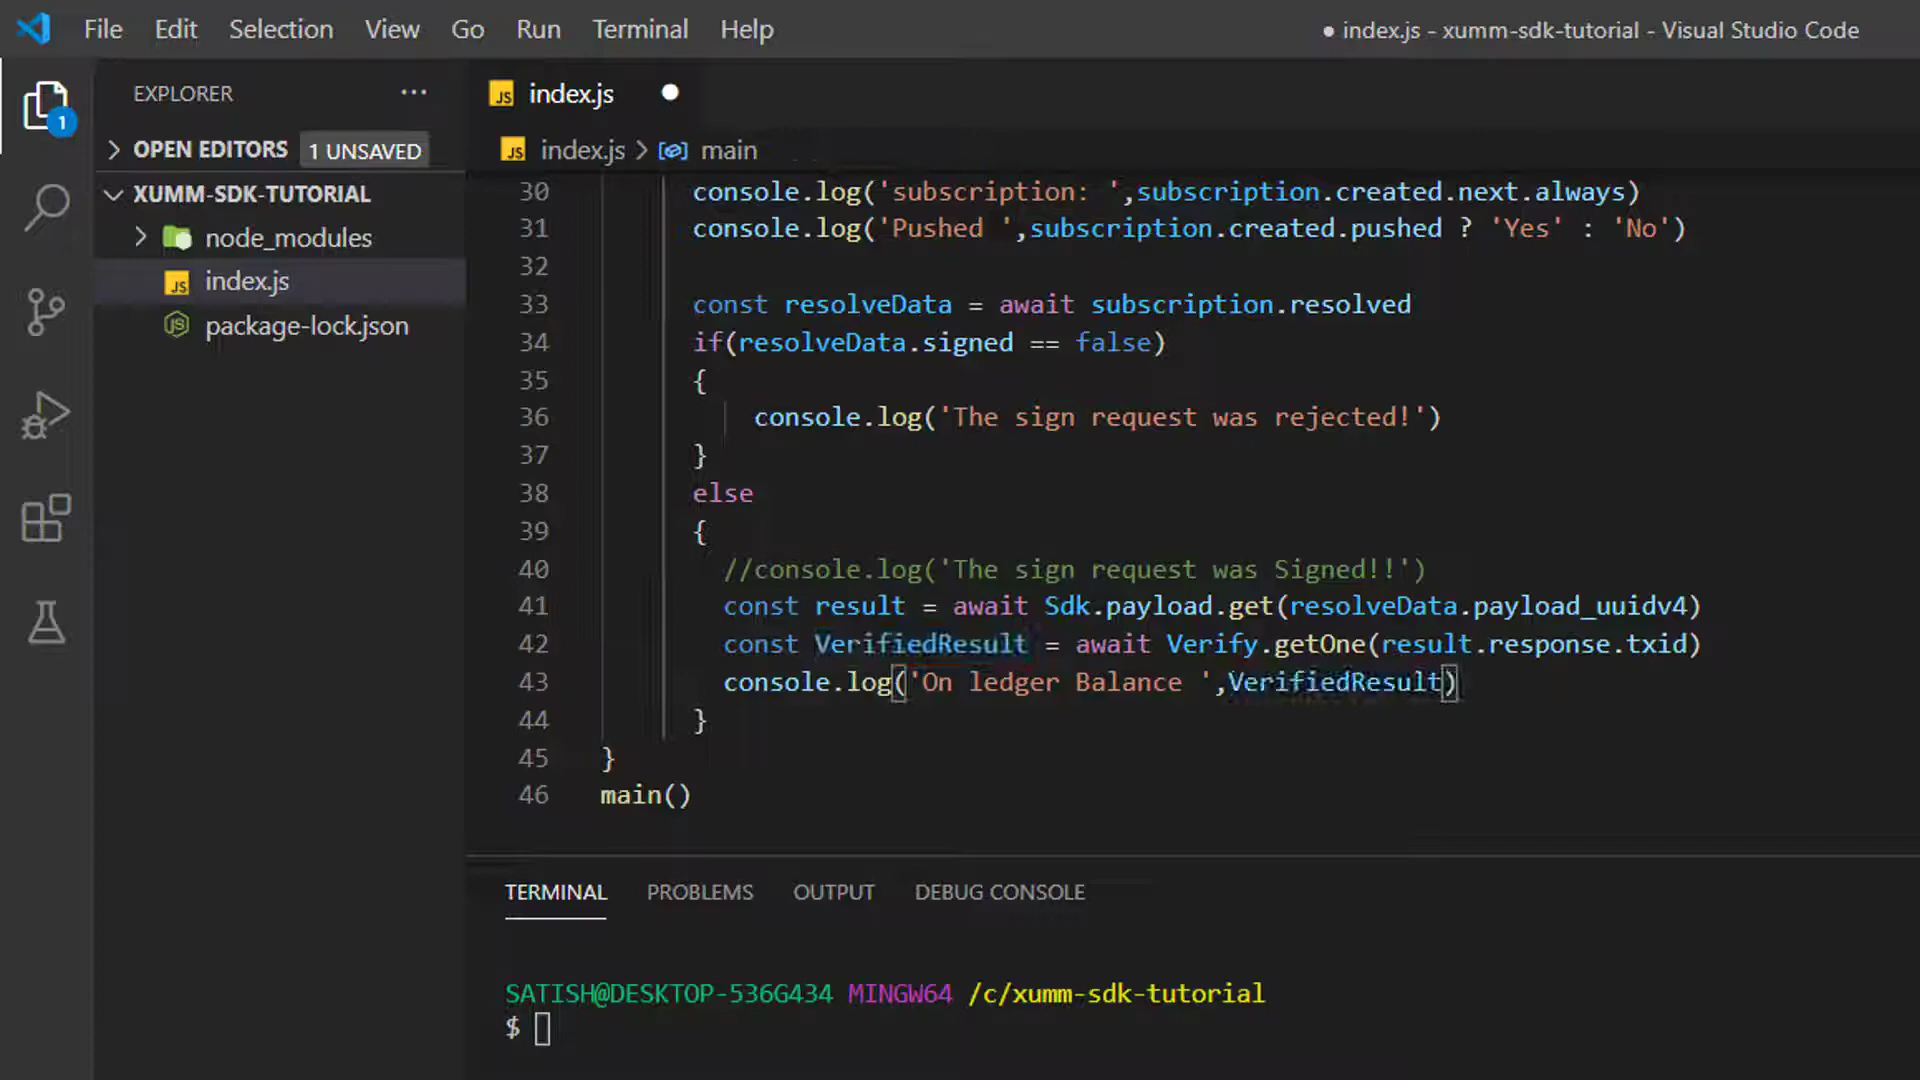 File Edit Selection View Go Run Terminal Help
● index.js - xumm-sdk-tutorial - Visual Studio Code
EXPLORER ···
1
OPEN EDITORS 1 UNSAVED
XUMM-SDK-TUTORIAL
node_modules
JS index.js
JS package-lock.json
JS index.js
JS index.js > main
30 console.log('subscription: ',subscription.created.next.always)
31 console.log('Pushed ',subscription.created.pushed ? 'Yes' : 'No')
32
33 const resolveData = await subscription.resolved
34 if(resolveData.signed == false)
35 {
36 console.log('The sign request was rejected!')
37 }
38 else
39 {
40 //console.log('The sign request was Signed!!')
41 const result = await Sdk.payload.get(resolveData.payload_uuidv4)
42 const VerifiedResult = await Verify.getOne(result.response.txid)
43 console.log('On ledger Balance ',VerifiedResult)
44 }
45 }
46 main()
TERMINAL PROBLEMS OUTPUT DEBUG CONSOLE
SATISH@DESKTOP-536G434 MINGW64 /c/xumm-sdk-tutorial
$